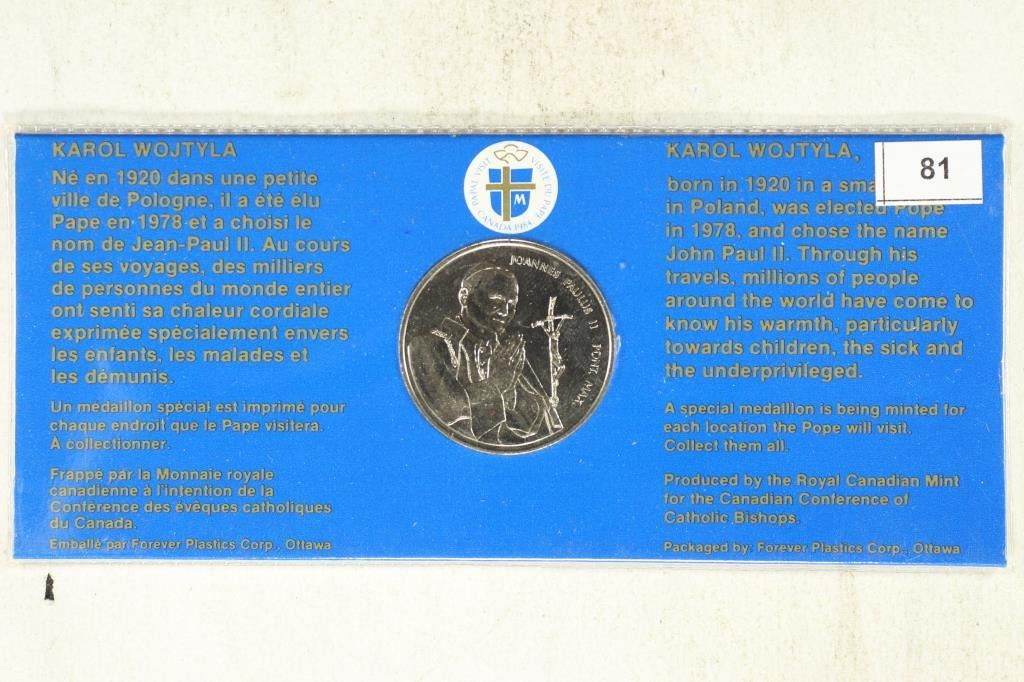 KAROL WOJTYLA
Né en 1920 dans une petite
ville de Pologne, il a été élu
Pape en 1978 et a choisi le
nom de Jean-Paul II. Au cours
de ses voyages, des milliers
de personnes du monde entier
ont senti sa chaleur cordiale
exprimée spécialement envers
les enfants, les malades et
les démunis.
Un médaillon spécial est imprimé pour
chaque endroit que le Pape visitera.
À collectionner.
Frappé par la Monnaie royale
canadienne à l'intention de la
Conférence des évêques catholiques
du Canada.
Emballé par Forever Plastics Corp., Ottawa
PAPAL VISIT VISITE DU PAPE
CANADA 1984
M
JOANNES PAULUS II PONT. MAX
KAROL WOJTYLA,
81
born in 1920 in a sma
in Poland, was elected Pope
in 1978, and chose the name
John Paul II. Through his
travels, millions of people
around the world have come to
know his warmth, particularly
towards children, the sick and
the underprivileged.
A special medallion is being minted for
each location the Pope will visit.
Collect them all.
Produced by the Royal Canadian Mint
for the Canadian Conference of
Catholic Bishops.
Packaged by: Forever Plastics Corp., Ottawa